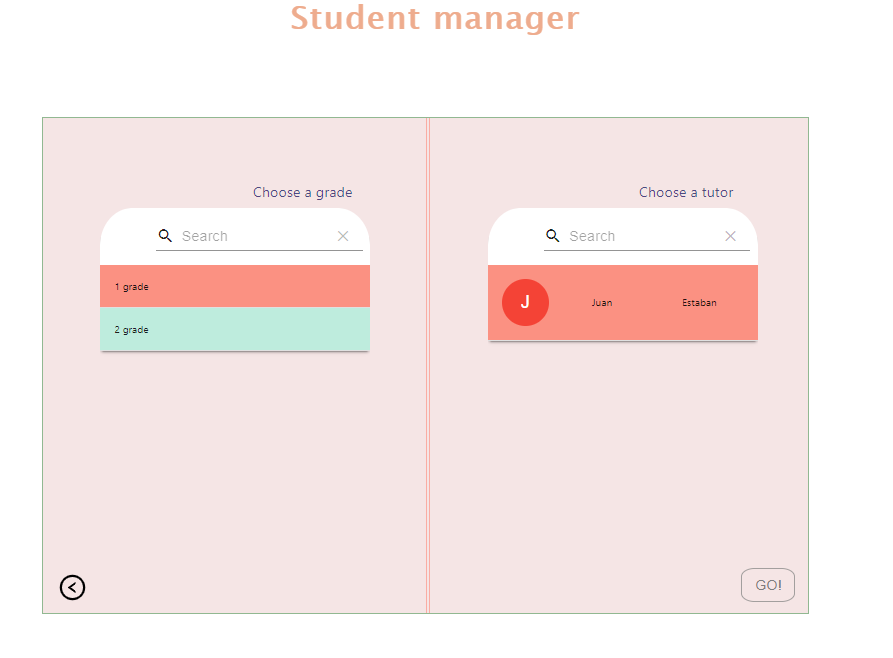 Student manager
Choose a grade
Search
1 grade
2 grade
Choose a tutor
Search
J Juan Estaban
GO!